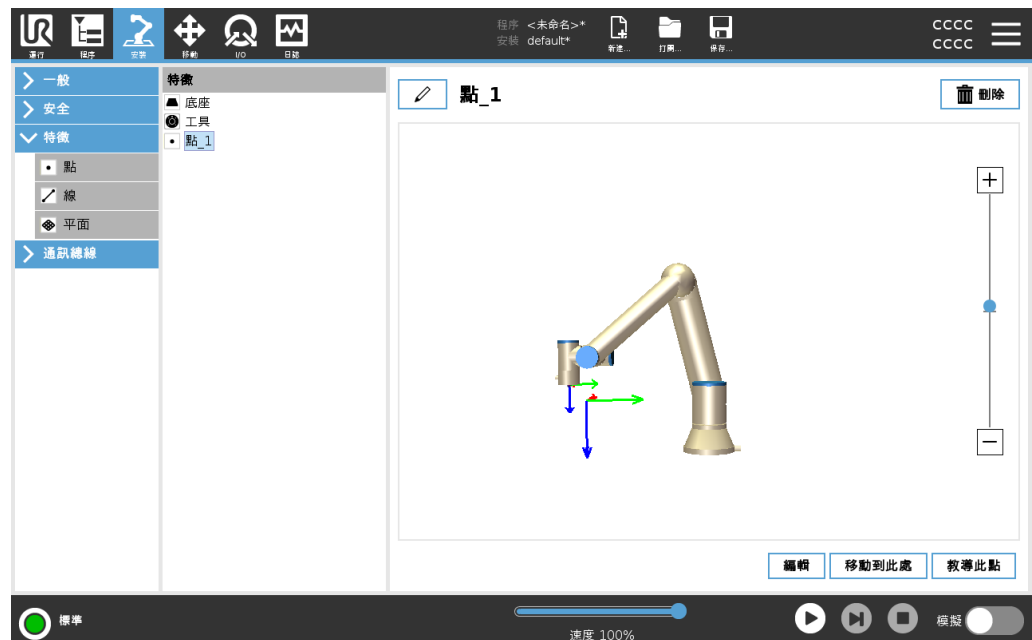 UR
運行
程序
安裝
移動
I/O
日誌
程序 <未命名>*
安裝 default*
新建...
打開...
保存...
CCCC
CCCC
一般
安全
特徵
點
線
平面
通訊總線
特徵
底座
工具
點_1
點_1
刪除
編輯
移動到此處
教導此點
標準
速度 100%
模擬